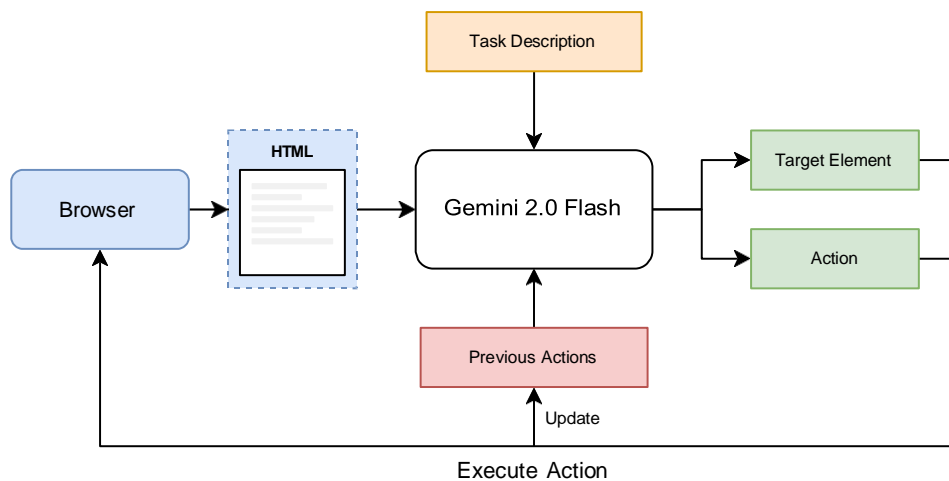 Task Description
HTML
Browser
Gemini 2.0 Flash
Target Element
Action
Previous Actions
Update
Execute Action